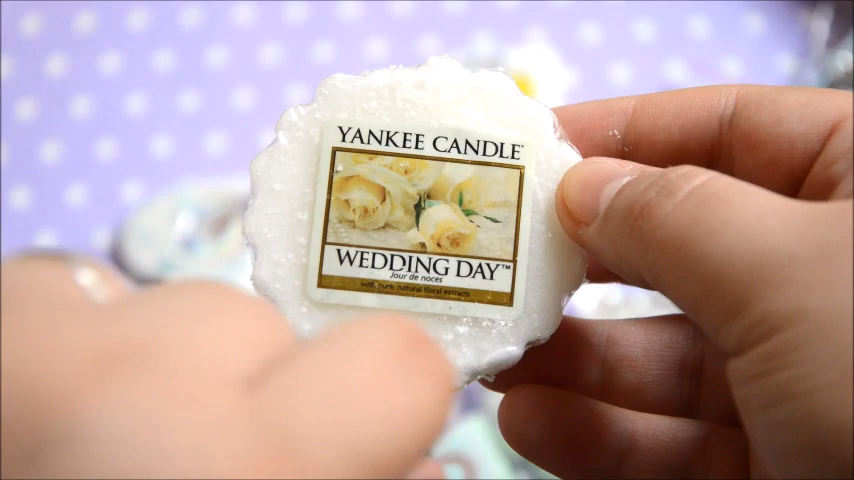 YANKEE CANDLE®
WEDDING DAY™
Jour de noces
with pure, natural floral extracts